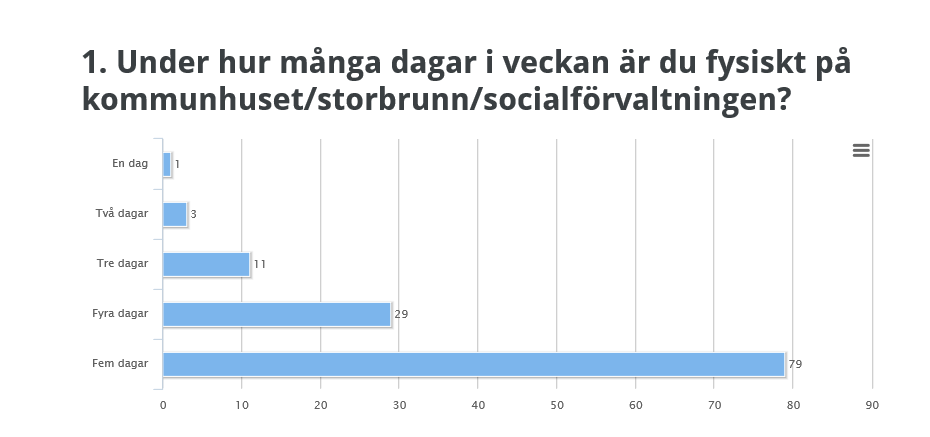 1. Under hur många dagar i veckan är du fysiskt på
kommunhuset/storbrunn/socialförvaltningen?
En dag 1
Två dagar 3
Tre dagar 11
Fyra dagar 29
Fem dagar 79
0 10 20 30 40 50 60 70 80 90